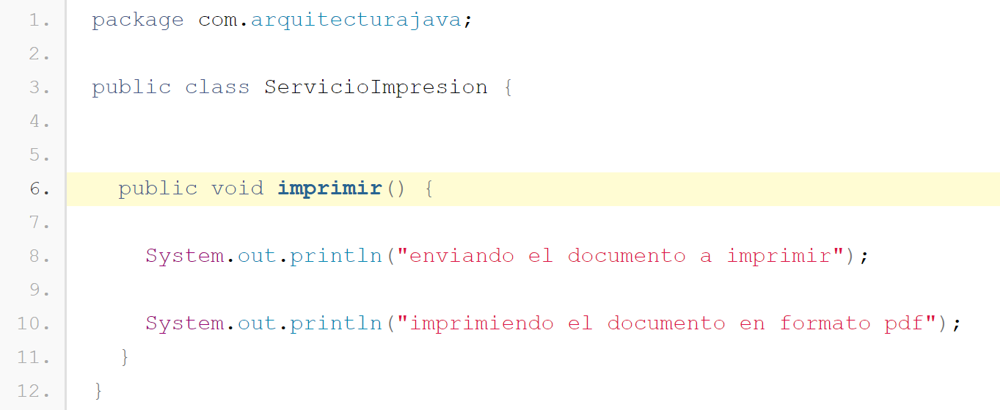 1. package com.arquitecturajava;
2.
3. public class ServicioImpresion {
4.
5.
6. public void imprimir() {
7.
8. System.out.println("enviando el documento a imprimir");
9.
10. System.out.println("imprimiendo el documento en formato pdf");
11. }
12. }